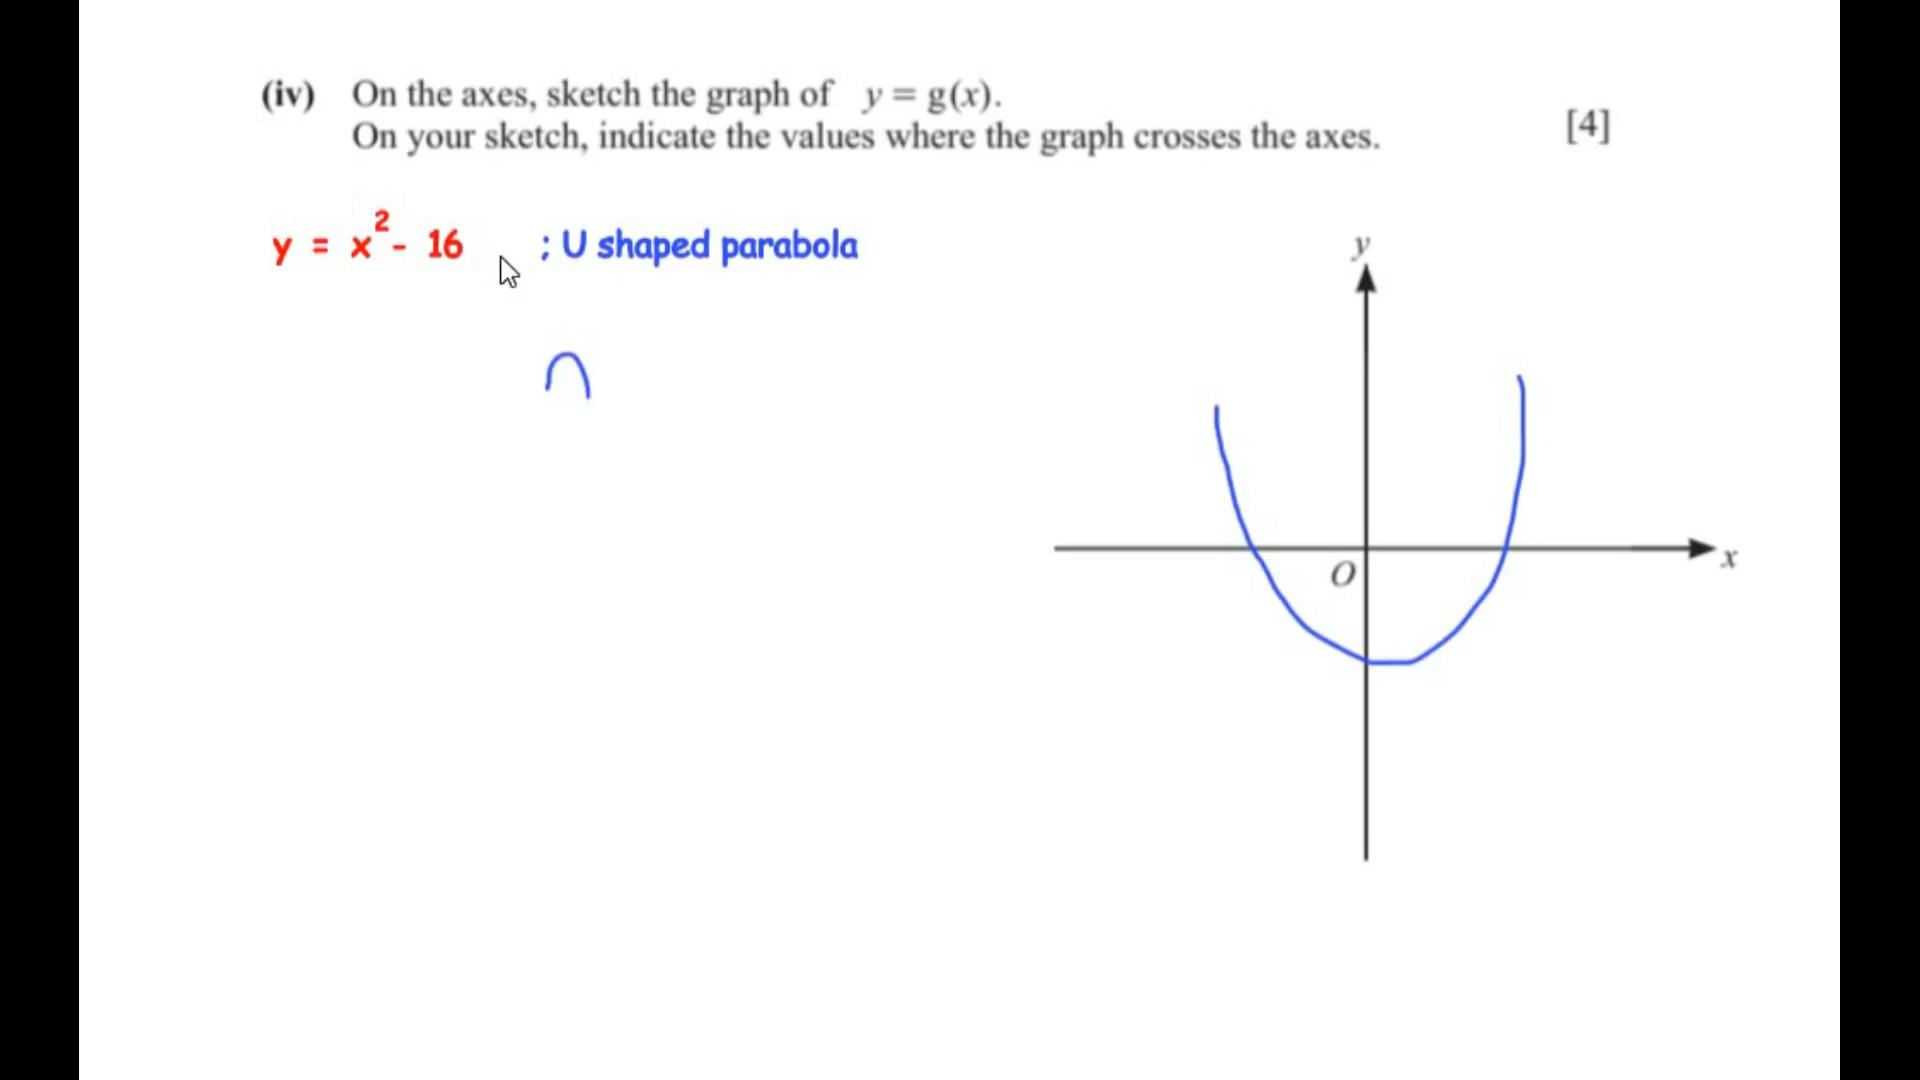 (iv) On the axes, sketch the graph of y = g(x).
On your sketch, indicate the values where the graph crosses the axes. [4]
y = x² - 16 ; U shaped parabola
y
O
x